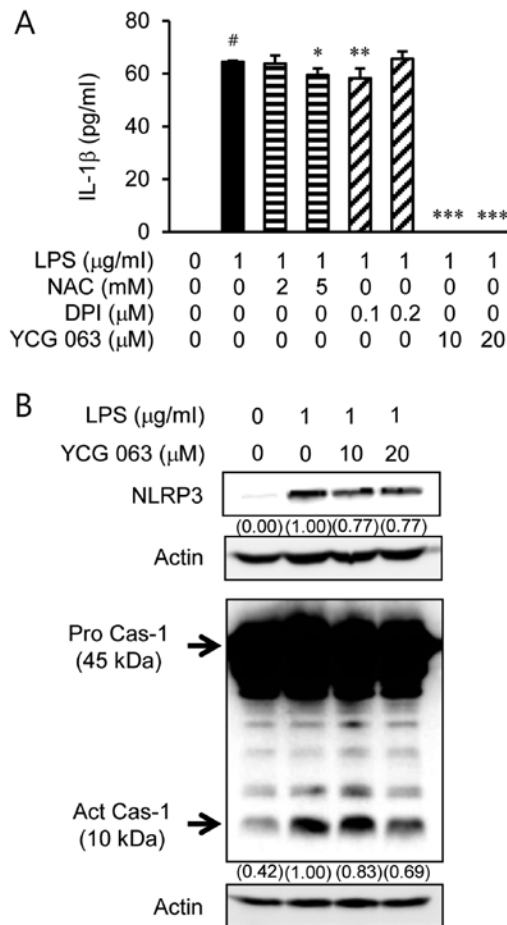 A
IL-1β (pg/ml)
80
60
40
20
0
# * ** *** ***
LPS (μg/ml) 0 1 1 1 1 1 1 1
NAC (mM) 0 0 2 5 0 0 0 0
DPI (μM) 0 0 0 0 0.1 0.2 0 0
YCG 063 (μM) 0 0 0 0 0 0 10 20
B
LPS (μg/ml) 0 1 1 1
YCG 063 (μM) 0 0 10 20
NLRP3
(0.00) (1.00) (0.77) (0.77)
Actin
Pro Cas-1
(45 kDa)
Act Cas-1
(10 kDa)
(0.42) (1.00) (0.83) (0.69)
Actin